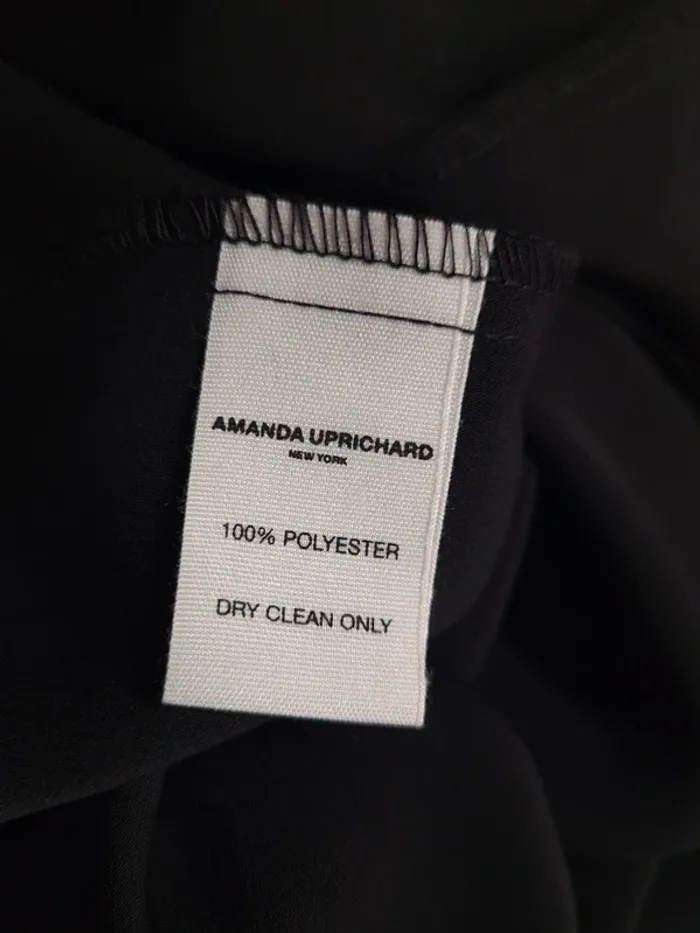 AMANDA UPRICHARD
NEW YORK
100% POLYESTER
DRY CLEAN ONLY